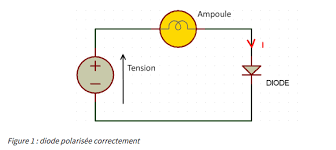 Ampoule
I
Tension
DIODE
Figure 1 : diode polarisée correctement